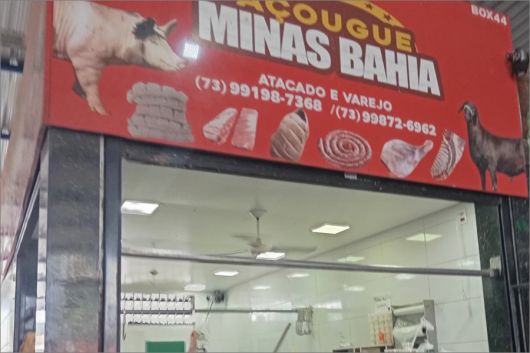 BOX44
AÇOUGUE
MINAS BAHIA
ATACADO E VAREJO
(73) 99198-7368 / (73) 99872-6962